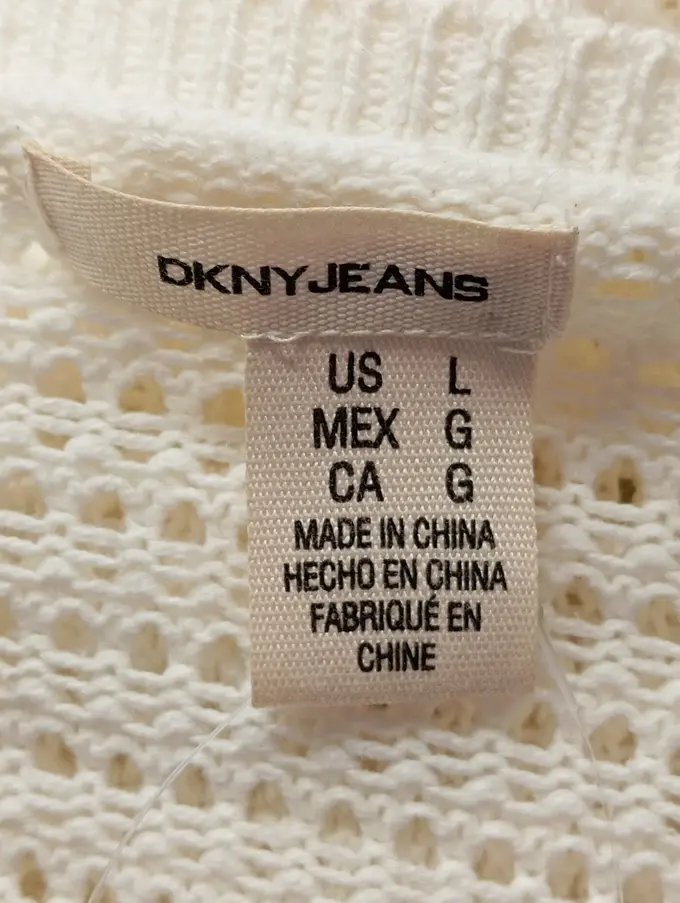 DKNYJEANS
US L
MEX G
CA G
MADE IN CHINA
HECHO EN CHINA
FABRIQUÉ EN
CHINE